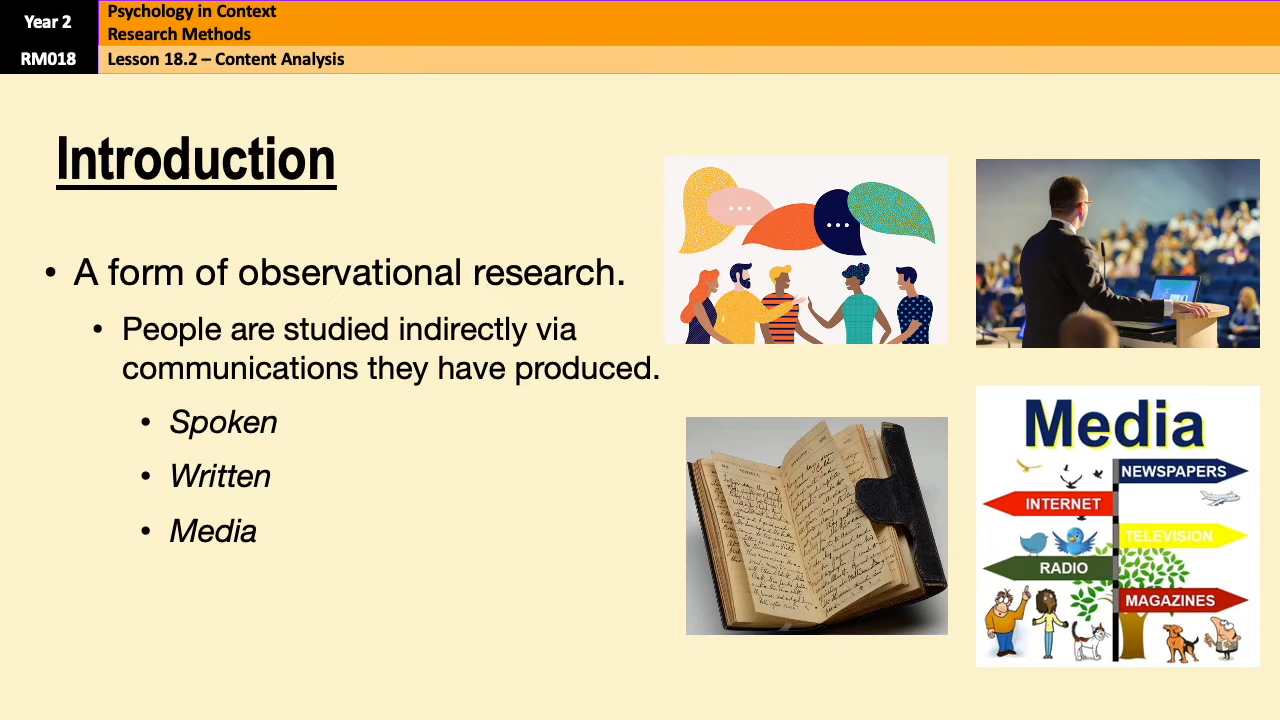 Year 2
Psychology in Context
Research Methods
RM018
Lesson 18.2 – Content Analysis
Introduction
• A form of observational research.
• People are studied indirectly via
communications they have produced.
• Spoken
• Written
• Media
Media
NEWSPAPERS
INTERNET
TELEVISION
RADIO
MAGAZINES